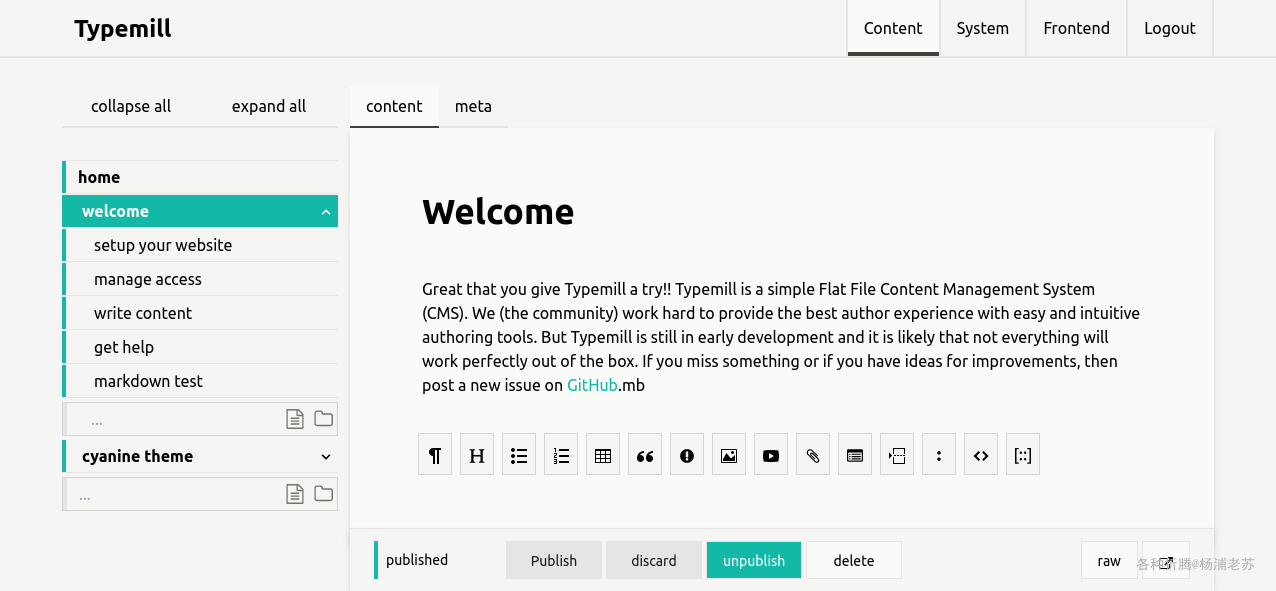 Typemill
Content
System
Frontend
Logout
collapse all
expand all
content
meta
home
welcome
setup your website
manage access
write content
get help
markdown test
...
cyanine theme
...
Welcome
Great that you give Typemill a try!! Typemill is a simple Flat File Content Management System
(CMS). We (the community) work hard to provide the best author experience with easy and intuitive
authoring tools. But Typemill is still in early development and it is likely that not everything will
work perfectly out of the box. If you miss something or if you have ideas for improvements, then
post a new issue on GitHub.mb
published
Publish
discard
unpublish
delete
raw
各种折腾@杨浦老苏